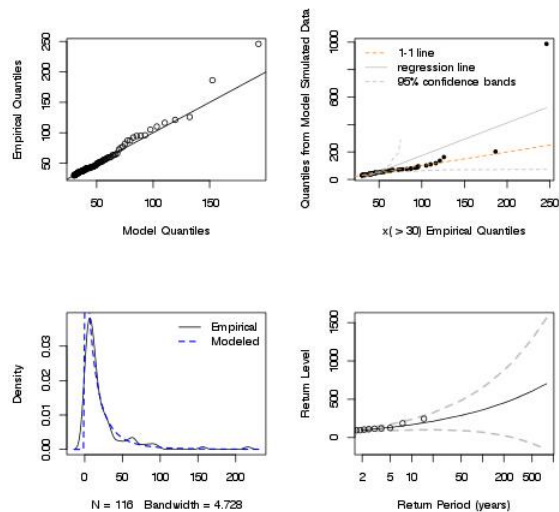 Empirical Quantiles
250
200
150
100
50
50
100
150
Model Quantiles
Quantiles from Model Simulated Data
1000
600
200
0
1-1 line
regression line
95% confidence bands
50
100
150
200
250
x( > 30) Empirical Quantiles
Density
0.03
0.02
0.01
0.00
Empirical
Modeled
0
50
100
150
200
N = 116 Bandwidth = 4.728
Return Level
1500
1000
500
0
2
5
10
20
50
100
200
500
Return Period (years)